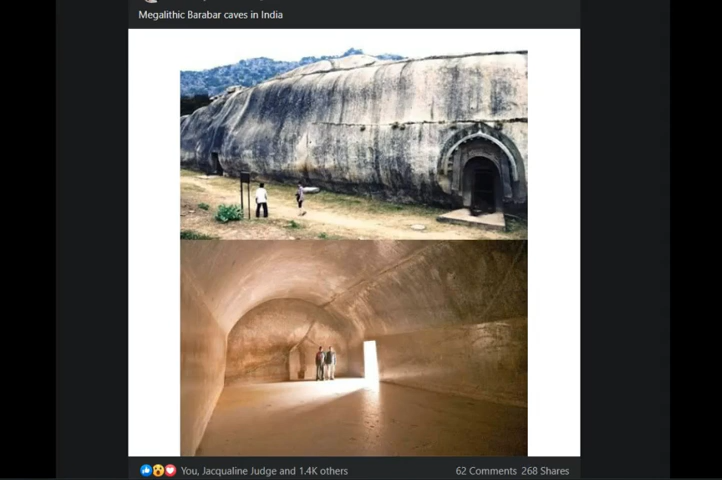 Megalithic Barabar caves in India
You, Jacqualine Judge and 1.4K others
62 Comments 268 Shares